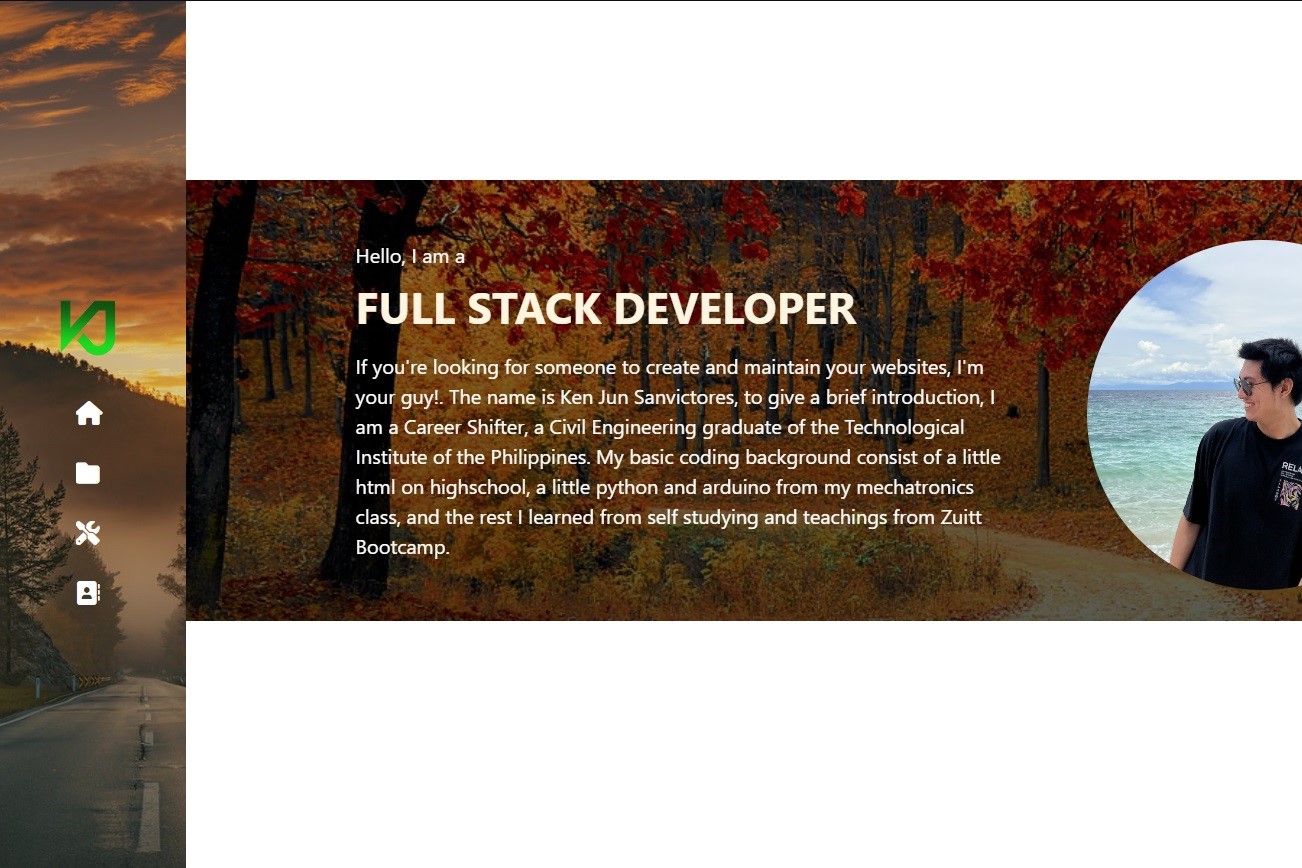 Hello, I am a
FULL STACK DEVELOPER
If you're looking for someone to create and maintain your websites, I'm
your guy!. The name is Ken Jun Sanvictores, to give a brief introduction, I
am a Career Shifter, a Civil Engineering graduate of the Technological
Institute of the Philippines. My basic coding background consist of a little
html on highschool, a little python and arduino from my mechatronics
class, and the rest I learned from self studying and teachings from Zuitt
Bootcamp.